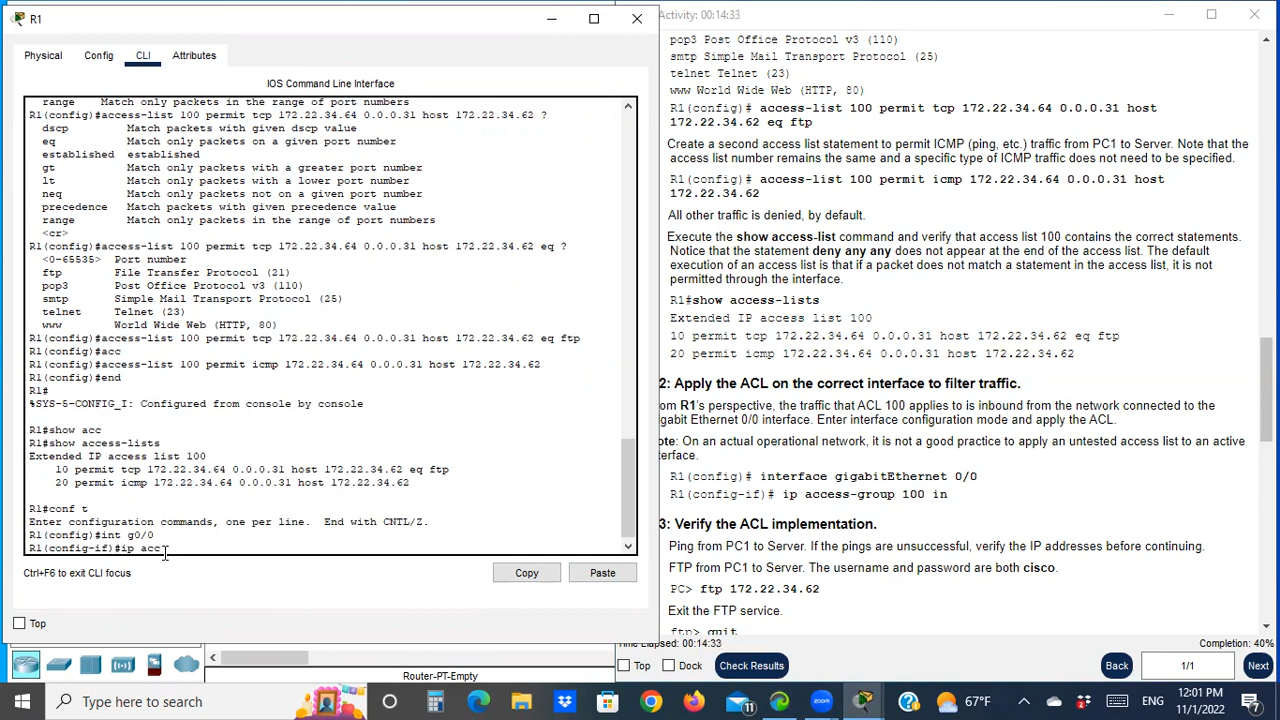 R1
Physical Config CLI Attributes
IOS Command Line Interface
range Match only packets in the range of port numbers
R1(config)#access-list 100 permit tcp 172.22.34.64 0.0.0.31 host 172.22.34.62 ?
dscp Match packets with given dscp value
eq Match only packets on a given port number
established established
gt Match only packets with a greater port number
lt Match only packets with a lower port number
neq Match only packets not on a given port number
precedence Match packets with given precedence value
range Match only packets in the range of port numbers
<cr>
R1(config)#access-list 100 permit tcp 172.22.34.64 0.0.0.31 host 172.22.34.62 eq ?
<0-65535> Port number
ftp File Transfer Protocol (21)
pop3 Post Office Protocol v3 (110)
smtp Simple Mail Transport Protocol (25)
telnet Telnet (23)
www World Wide Web (HTTP, 80)
R1(config)#access-list 100 permit tcp 172.22.34.64 0.0.0.31 host 172.22.34.62 eq ftp
R1(config)#acc
R1(config)#access-list 100 permit icmp 172.22.34.64 0.0.0.31 host 172.22.34.62
R1(config)#end
R1#
%SYS-5-CONFIG_I: Configured from console by console
R1#show acc
R1#show access-lists
Extended IP access list 100
10 permit tcp 172.22.34.64 0.0.0.31 host 172.22.34.62 eq ftp
20 permit icmp 172.22.34.64 0.0.0.31 host 172.22.34.62
R1#conf t
Enter configuration commands, one per line. End with CNTL/Z.
R1(config)#int g0/0
R1(config-if)#ip acc
Ctrl+F6 to exit CLI focus
Copy Paste
Top
Router-PT-Empty
Activity: 00:14:33
pop3 Post Office Protocol v3 (110)
smtp Simple Mail Transport Protocol (25)
telnet Telnet (23)
www World Wide Web (HTTP, 80)
R1(config)# access-list 100 permit tcp 172.22.34.64 0.0.0.31 host
172.22.34.62 eq ftp
Create a second access list statement to permit ICMP (ping, etc.) traffic from PC1 to Server. Note that the
access list number remains the same and a specific type of ICMP traffic does not need to be specified.
R1(config)# access-list 100 permit icmp 172.22.34.64 0.0.0.31 host
172.22.34.62
All other traffic is denied, by default.
Execute the show access-list command and verify that access list 100 contains the correct statements.
Notice that the statement deny any any does not appear at the end of the access list. The default
execution of an access list is that if a packet does not match a statement in the access list, it is not
permitted through the interface.
R1#show access-lists
Extended IP access list 100
10 permit tcp 172.22.34.64 0.0.0.31 host 172.22.34.62 eq ftp
20 permit icmp 172.22.34.64 0.0.0.31 host 172.22.34.62
2: Apply the ACL on the correct interface to filter traffic.
om R1's perspective, the traffic that ACL 100 applies to is inbound from the network connected to the
gabit Ethernet 0/0 interface. Enter interface configuration mode and apply the ACL.
ote: On an actual operational network, it is not a good practice to apply an untested access list to an active
erface.
R1(config)# interface gigabitEthernet 0/0
R1(config-if)# ip access-group 100 in
3: Verify the ACL implementation.
Ping from PC1 to Server. If the pings are unsuccessful, verify the IP addresses before continuing.
FTP from PC1 to Server. The username and password are both cisco.
PC> ftp 172.22.34.62
Exit the FTP service.
ftp> quit
Time Elapsed: 00:14:33 Completion: 40%
Top Dock Check Results Back 1/1 Next
Type here to search
11
67°F
ENG
12:01 PM
11/1/2022
7